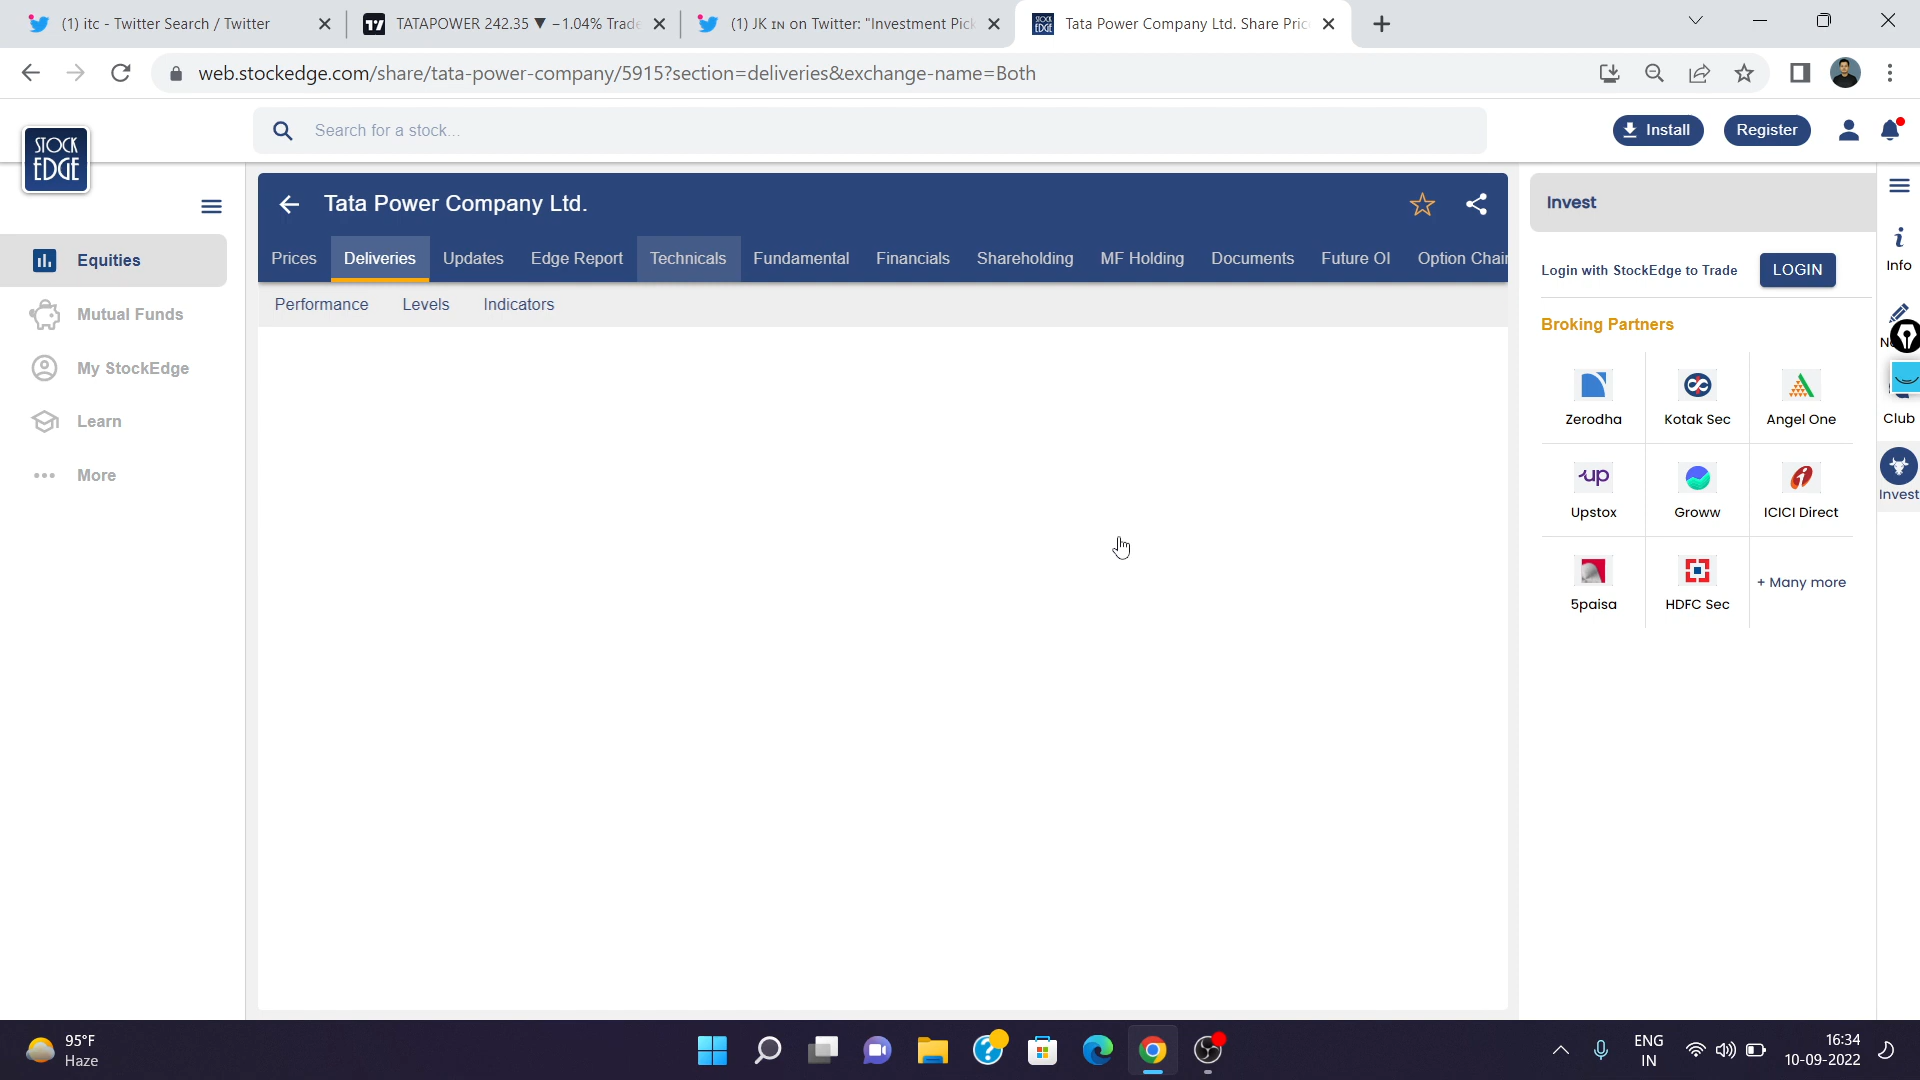 (1) itc - Twitter Search / Twitter
TATAPOWER 242.35 ▼ −1.04% Trade
(1) JK IN on Twitter: "Investment Pick
Tata Power Company Ltd. Share Pric
web.stockedge.com/share/tata-power-company/5915?section=deliveries&exchange-name=Both
STOCK
EDGE
Search for a stock...
Install
Register
Equities
Mutual Funds
My StockEdge
Learn
More
Tata Power Company Ltd.
Prices Deliveries Updates Edge Report Technicals Fundamental Financials Shareholding MF Holding Documents Future OI Option Chain
Performance Levels Indicators
Invest
Login with StockEdge to Trade LOGIN
Broking Partners
Zerodha Kotak Sec Angel One
up
Upstox Groww ICICI Direct
5paisa HDFC Sec + Many more
Info
Club
Invest
95°F
Haze
ENG
IN
16:34
10-09-2022